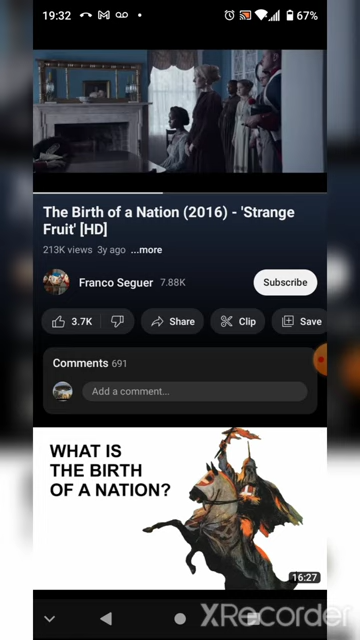 19:32
67%
The Birth of a Nation (2016) - 'Strange
Fruit' [HD]
213K views 3y ago ...more
Franco Seguer 7.88K
Subscribe
3.7K
Share
Clip
Save
Comments 691
Add a comment...
WHAT IS
THE BIRTH
OF A NATION?
16:27
XRecorder